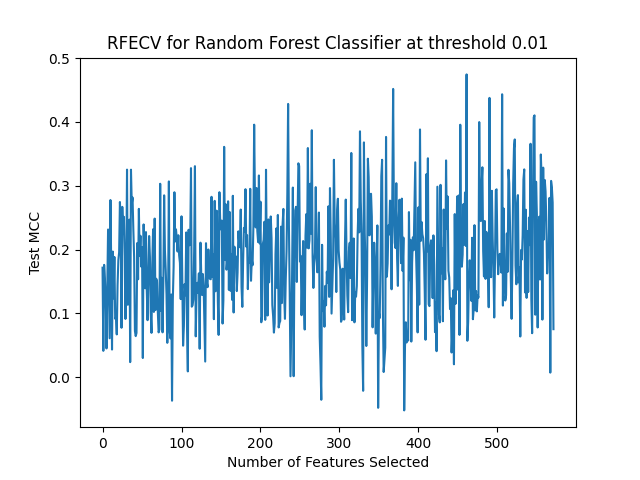 RFECV for Random Forest Classifier at threshold 0.01
0.5
0.4
0.3
0.2
0.1
0.0
Test MCC
0 100 200 300 400 500
Number of Features Selected